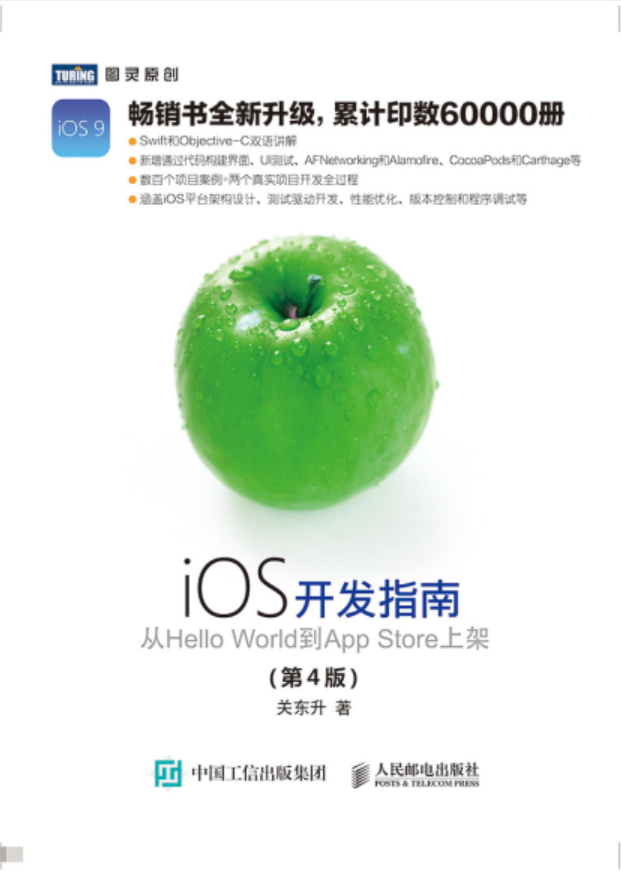 TURING 图灵原创
iOS 9
畅销书全新升级，累计印数60000册
● Swift和Objective-C双语讲解
● 新增通过代码构建界面、UI测试、AFNetworking和Alamofire、CocoaPods和Carthage等
● 数百个项目案例+两个真实项目开发全过程
● 涵盖iOS平台架构设计、测试驱动开发、性能优化、版本控制和程序调试等
iOS开发指南
从Hello World到App Store上架
（第4版）
关东升 著
中国工信出版集团 人民邮电出版社
POSTS & TELECOM PRESS